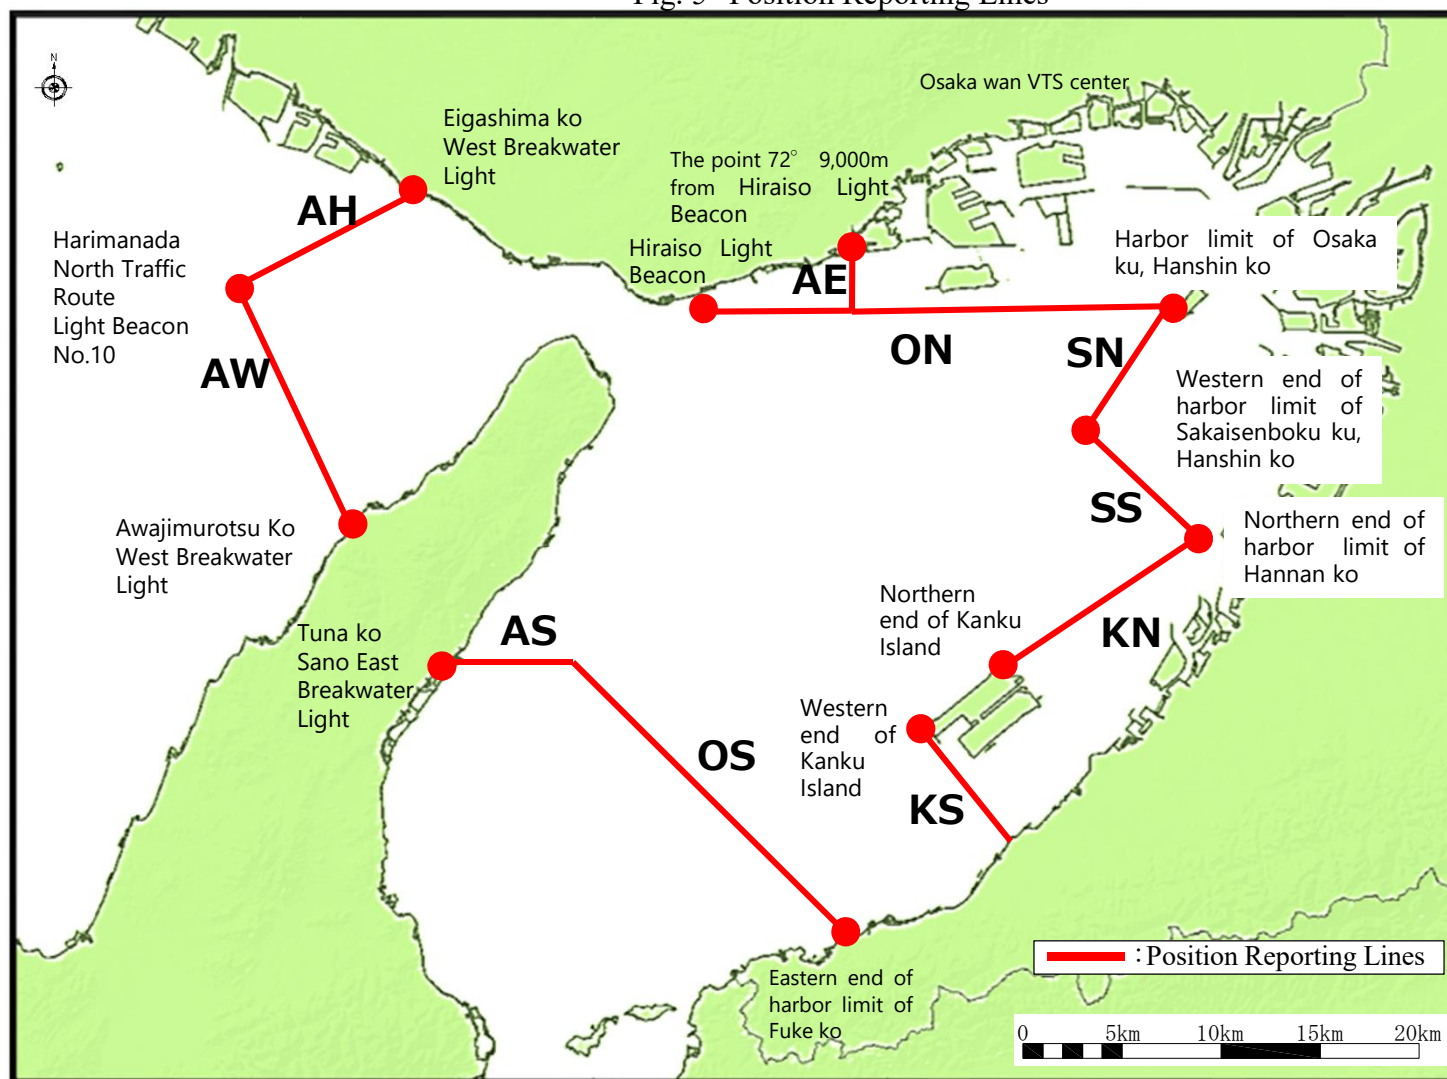 Fig. 5 Position Reporting Lines
N
Osaka wan VTS center
Eigashima ko
West Breakwater
Light
The point 72° 9,000m
from Hiraiso Light
Beacon
Hiraiso Light
Beacon
Harbor limit of Osaka
ku, Hanshin ko
AH
AE
Harimanada
North Traffic
Route
Light Beacon
No.10
AW
ON
SN
Western end of
harbor limit of
Sakaisenboku ku,
Hanshin ko
SS
Northern end of
harbor limit of
Hannan ko
Awajimurotsu Ko
West Breakwater
Light
Northern
end of Kanku
Island
KN
Tuna ko
Sano East
Breakwater
Light
AS
Western
end of
Kanku
Island
OS
KS
Eastern end of
harbor limit of
Fuke ko
:Position Reporting Lines
0 5km 10km 15km 20km